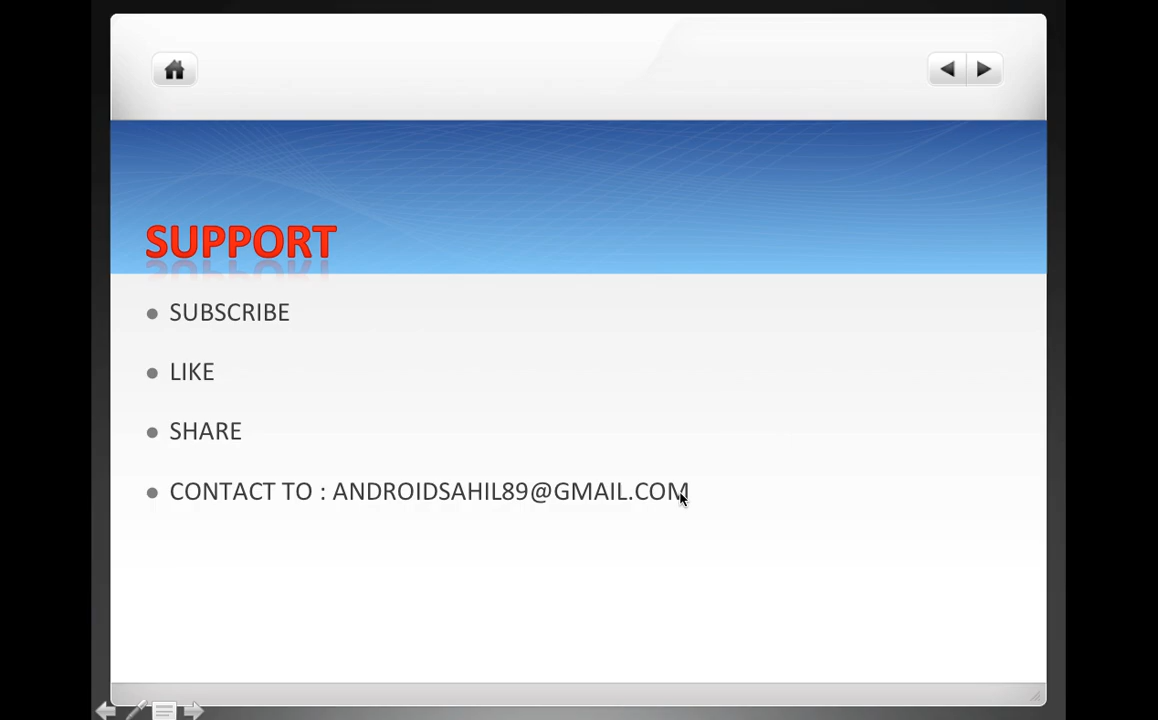 SUPPORT
SUBSCRIBE
LIKE
SHARE
CONTACT TO : ANDROIDSAHIL89@GMAIL.COM